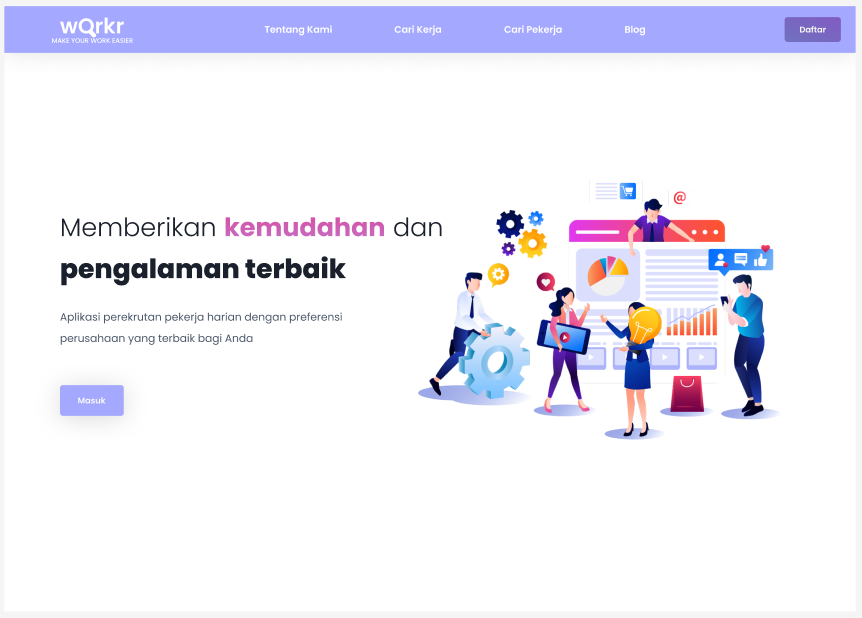 wQrkr
MAKE YOUR WORK EASIER
Tentang Kami
Cari Kerja
Cari Pekerja
Blog
Daftar
Memberikan kemudahan dan
pengalaman terbaik
Aplikasi perekrutan pekerja harian dengan preferensi
perusahaan yang terbaik bagi Anda
Masuk
@